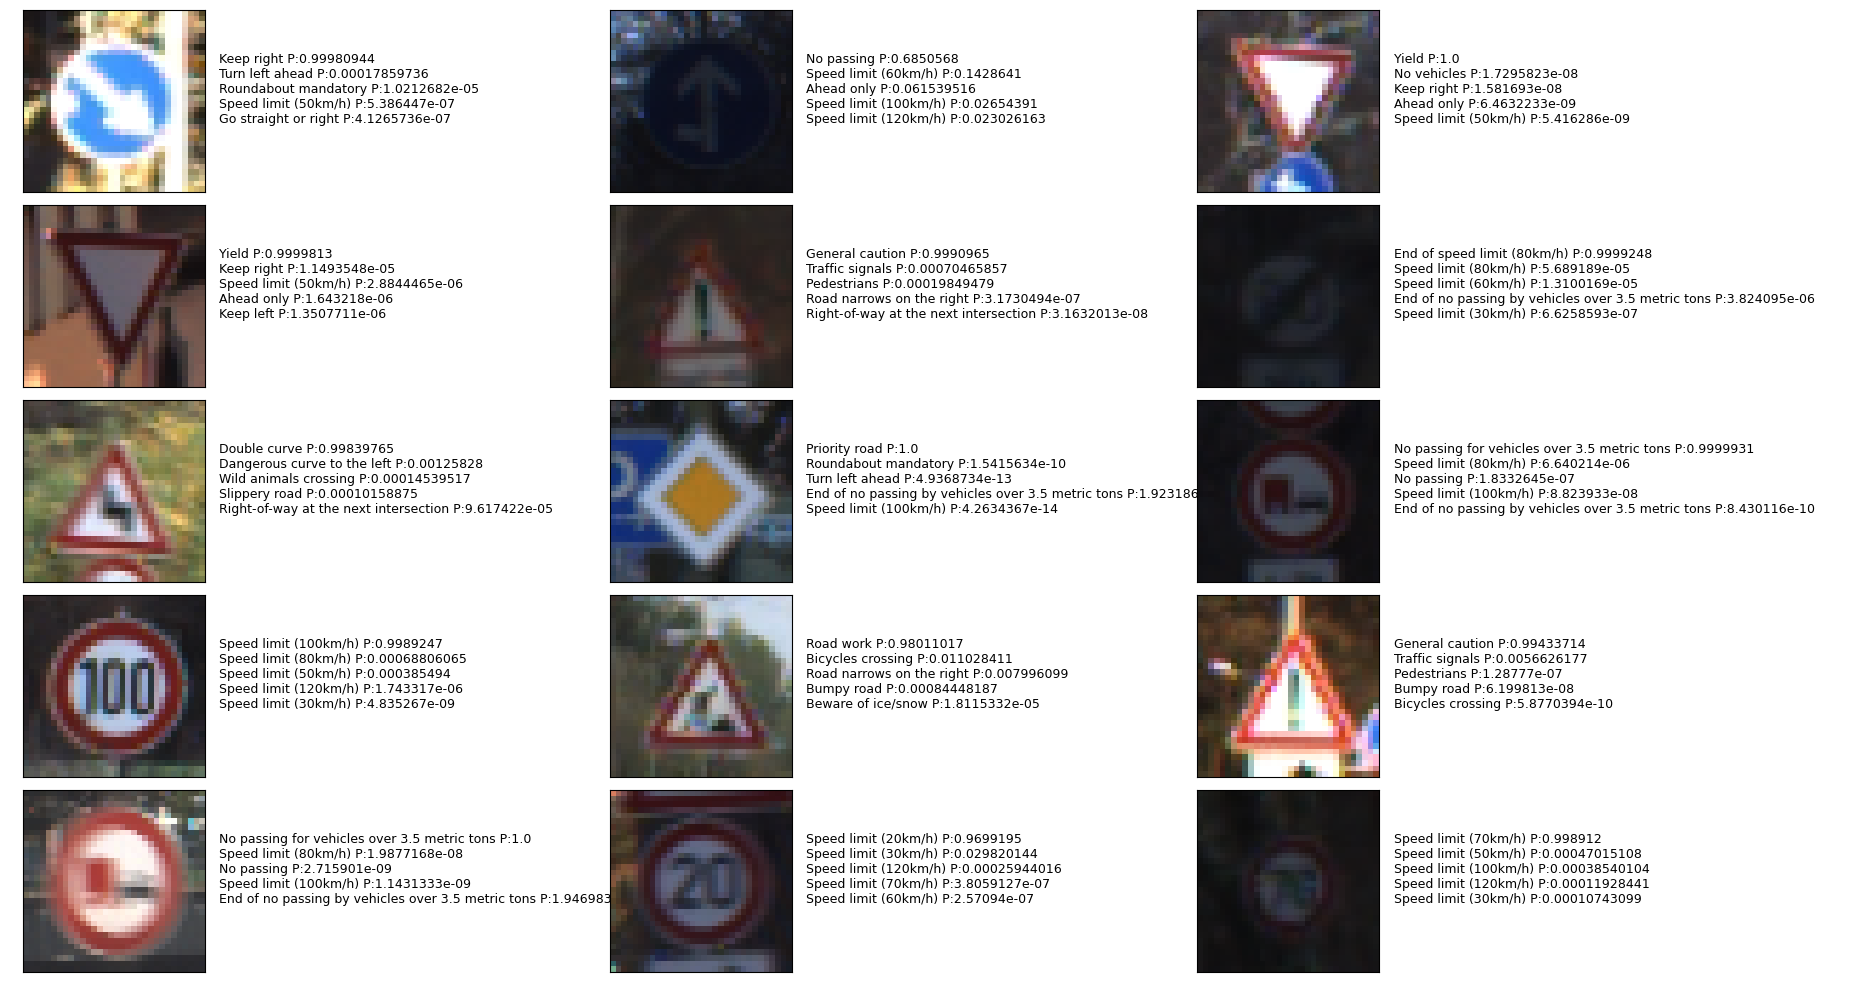 Keep right P:0.99980944
Turn left ahead P:0.00017859736
Roundabout mandatory P:1.0212682e-05
Speed limit (50km/h) P:5.386447e-07
Go straight or right P:4.1265736e-07
No passing P:0.6850568
Speed limit (60km/h) P:0.1428641
Ahead only P:0.061539516
Speed limit (100km/h) P:0.02654391
Speed limit (120km/h) P:0.023026163
Yield P:1.0
No vehicles P:1.7295823e-08
Keep right P:1.581693e-08
Ahead only P:6.4632233e-09
Speed limit (50km/h) P:5.416286e-09
Yield P:0.9999813
Keep right P:1.1493548e-05
Speed limit (50km/h) P:2.8844465e-06
Ahead only P:1.643218e-06
Keep left P:1.3507711e-06
General caution P:0.9990965
Traffic signals P:0.00070465857
Pedestrians P:0.00019849479
Road narrows on the right P:3.1730494e-07
Right-of-way at the next intersection P:3.1632013e-08
End of speed limit (80km/h) P:0.9999248
Speed limit (80km/h) P:5.689189e-05
Speed limit (60km/h) P:1.3100169e-05
End of no passing by vehicles over 3.5 metric tons P:3.824095e-06
Speed limit (30km/h) P:6.6258593e-07
Double curve P:0.99839765
Dangerous curve to the left P:0.00125828
Wild animals crossing P:0.00014539517
Slippery road P:0.00010158875
Right-of-way at the next intersection P:9.617422e-05
Priority road P:1.0
Roundabout mandatory P:1.5415634e-10
Turn left ahead P:4.9368734e-13
End of no passing by vehicles over 3.5 metric tons P:1.923186
Speed limit (100km/h) P:4.2634367e-14
No passing for vehicles over 3.5 metric tons P:0.9999931
Speed limit (80km/h) P:6.640214e-06
No passing P:1.8332645e-07
Speed limit (100km/h) P:8.823933e-08
End of no passing by vehicles over 3.5 metric tons P:8.430116e-10
100
Speed limit (100km/h) P:0.9989247
Speed limit (80km/h) P:0.00068806065
Speed limit (50km/h) P:0.000385494
Speed limit (120km/h) P:1.743317e-06
Speed limit (30km/h) P:4.835267e-09
Road work P:0.98011017
Bicycles crossing P:0.011028411
Road narrows on the right P:0.007996099
Bumpy road P:0.00084448187
Beware of ice/snow P:1.8115332e-05
General caution P:0.99433714
Traffic signals P:0.0056626177
Pedestrians P:1.28777e-07
Bumpy road P:6.199813e-08
Bicycles crossing P:5.8770394e-10
No passing for vehicles over 3.5 metric tons P:1.0
Speed limit (80km/h) P:1.9877168e-08
No passing P:2.715901e-09
Speed limit (100km/h) P:1.1431333e-09
End of no passing by vehicles over 3.5 metric tons P:1.946983
20
Speed limit (20km/h) P:0.9699195
Speed limit (30km/h) P:0.029820144
Speed limit (120km/h) P:0.00025944016
Speed limit (70km/h) P:3.8059127e-07
Speed limit (60km/h) P:2.57094e-07
Speed limit (70km/h) P:0.998912
Speed limit (50km/h) P:0.00047015108
Speed limit (100km/h) P:0.00038540104
Speed limit (120km/h) P:0.00011928441
Speed limit (30km/h) P:0.00010743099